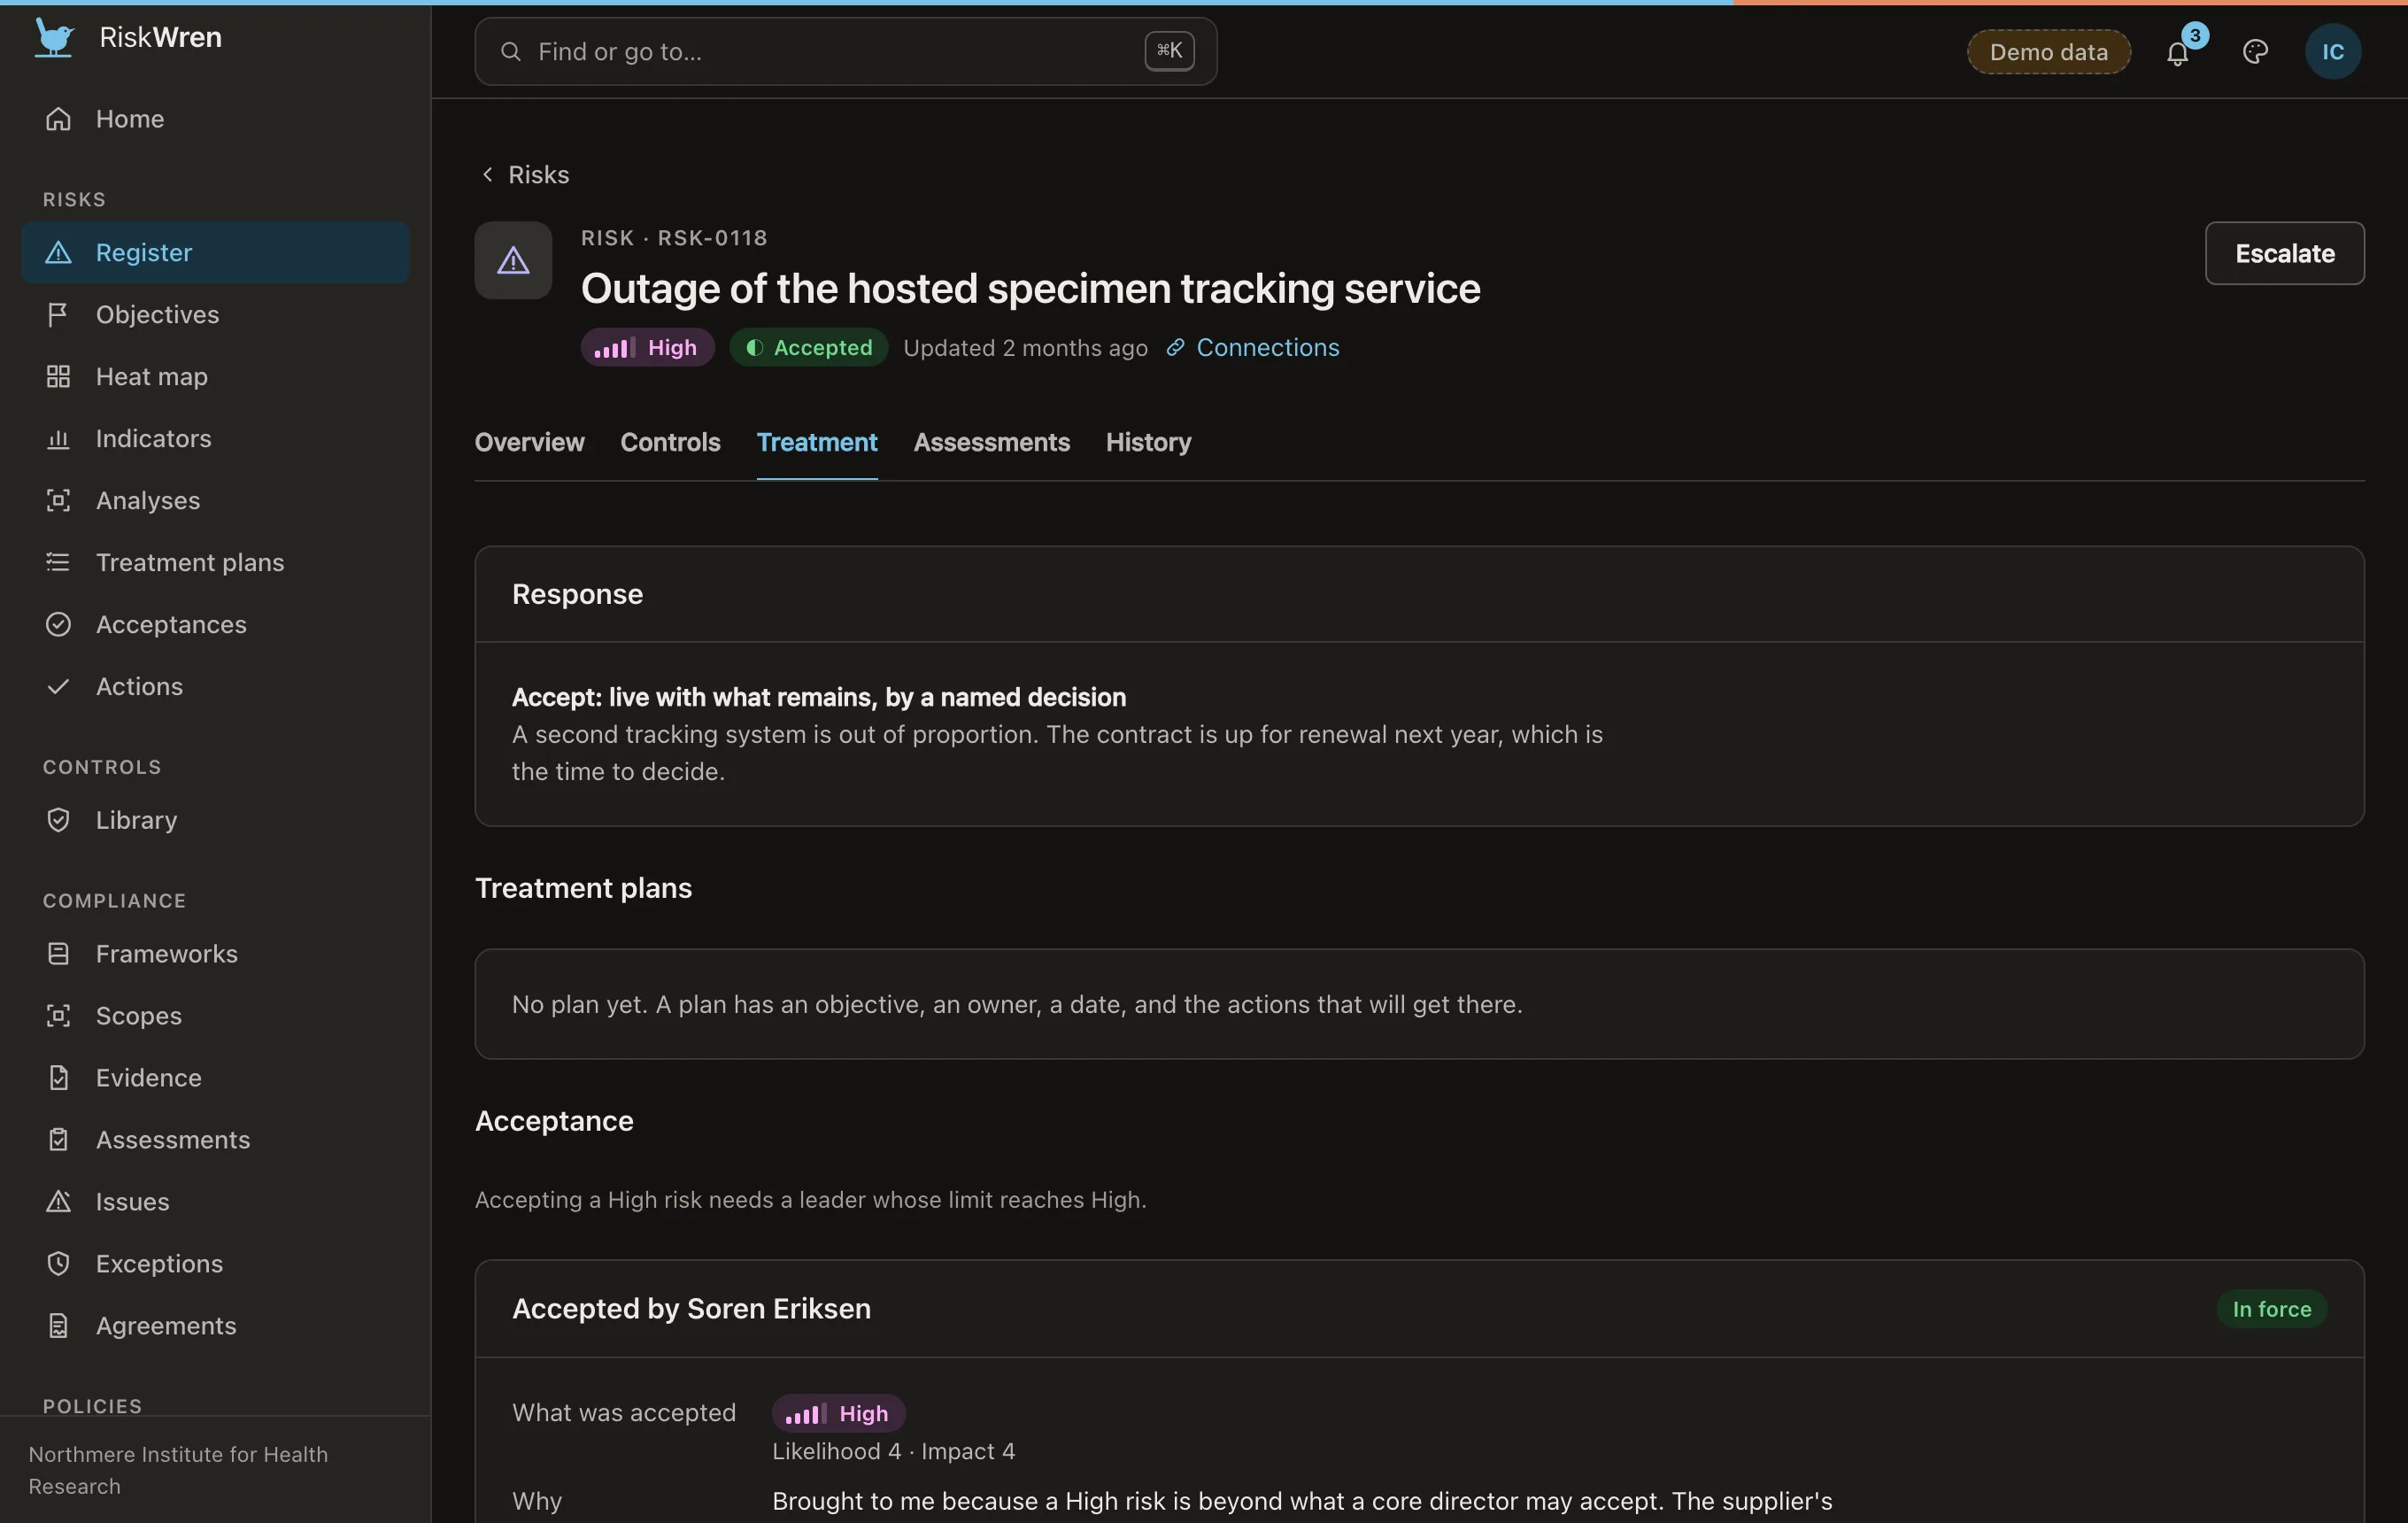 RiskWren
Find or go to...
⌘K
Demo data
3
IC
Home
RISKS
Register
Objectives
Heat map
Indicators
Analyses
Treatment plans
Acceptances
Actions
CONTROLS
Library
COMPLIANCE
Frameworks
Scopes
Evidence
Assessments
Issues
Exceptions
Agreements
POLICIES
Northmere Institute for Health
Research
Risks
RISK · RSK-0118
Outage of the hosted specimen tracking service
Escalate
High
Accepted
Updated 2 months ago
Connections
Overview
Controls
Treatment
Assessments
History
Response
Accept: live with what remains, by a named decision
A second tracking system is out of proportion. The contract is up for renewal next year, which is
the time to decide.
Treatment plans
No plan yet. A plan has an objective, an owner, a date, and the actions that will get there.
Acceptance
Accepting a High risk needs a leader whose limit reaches High.
Accepted by Soren Eriksen
In force
What was accepted
High
Likelihood 4 · Impact 4
Why
Brought to me because a High risk is beyond what a core director may accept. The supplier's